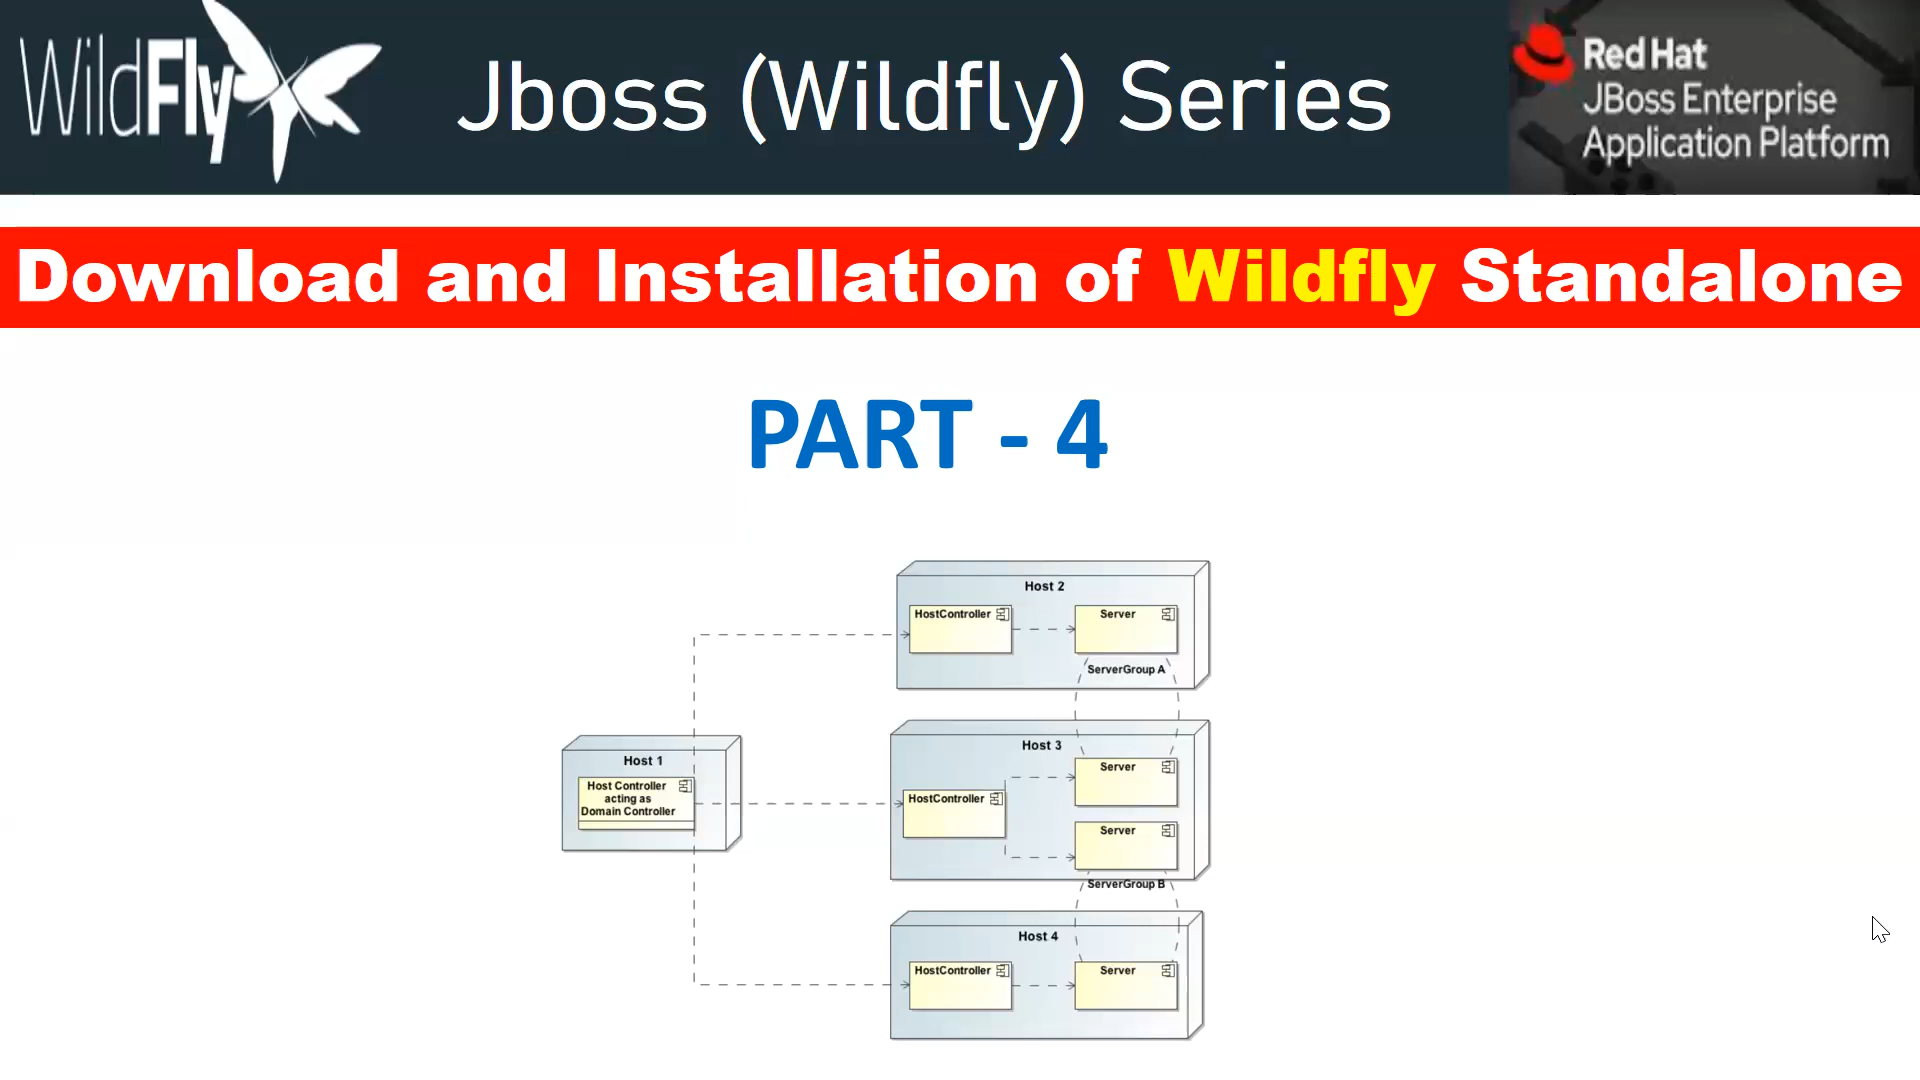 WildFly
Jboss (Wildfly) Series
Red Hat
JBoss Enterprise
Application Platform
Download and Installation of Wildfly Standalone
PART - 4
Host 2
HostController
Server
ServerGroup A
Host 1
Host Controller
acting as
Domain Controller
Host 3
Server
HostController
Server
ServerGroup B
Host 4
HostController
Server